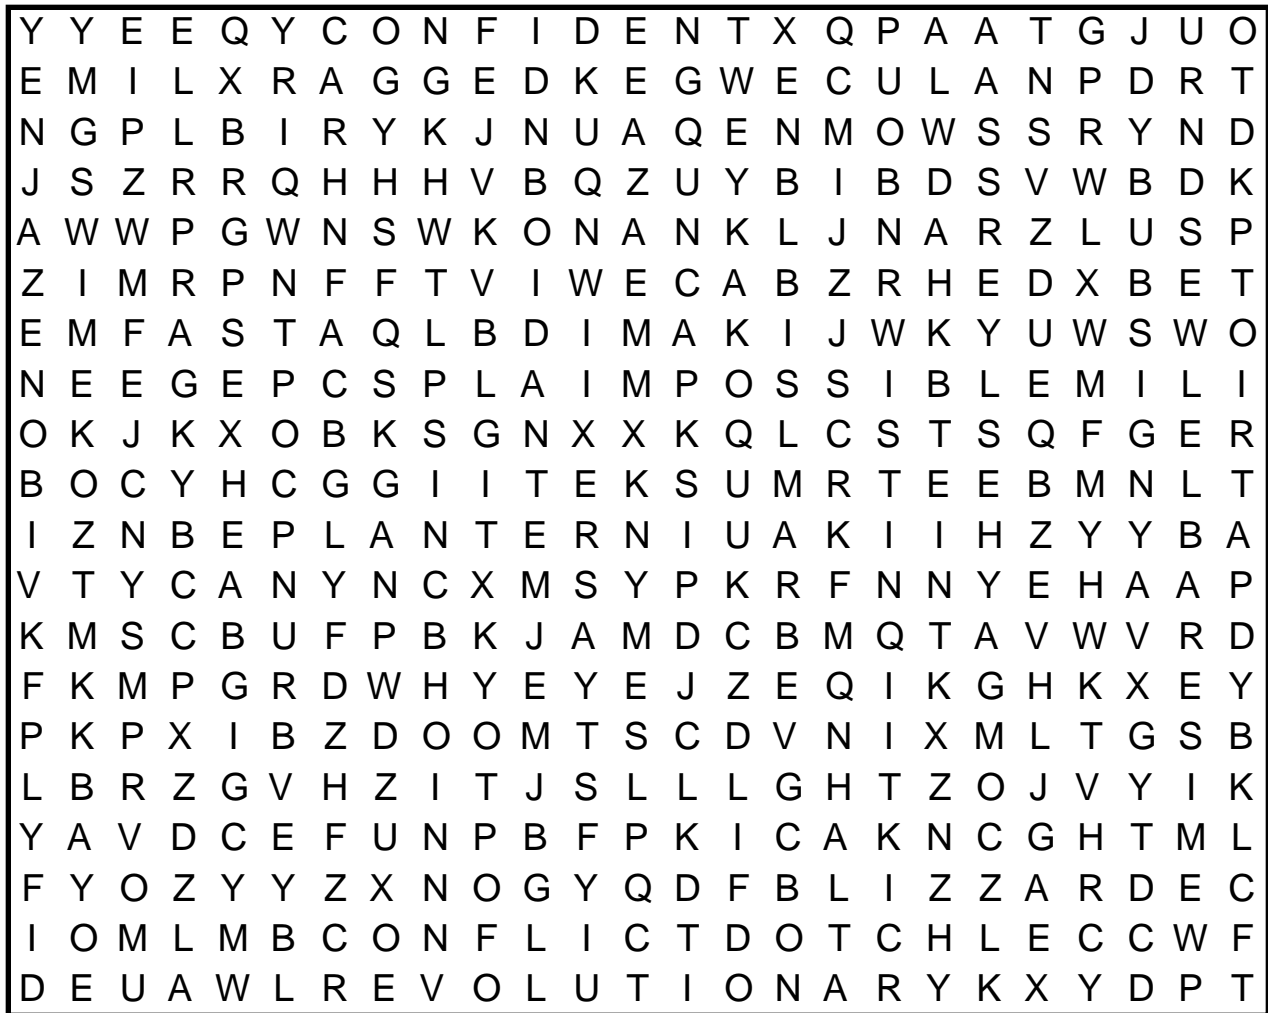 Y Y E E Q Y C O N F I D E N T X Q P A A T G J U O
E M I L X R A G G E D K E G W E C U L A N P D R T
N G P L B I R Y K J N U A Q E N M O W S S R Y N D
J S Z R R Q H H H V B Q Z U Y B I B D S V W B D K
A W W P G W N S W K O N A N K L J N A R Z L U S P
Z I M R P N F F T V I W E C A B Z R H E D X B E T
E M F A S T A Q L B D I M A K I J W K Y U W S W O
N E E G E P C S P L A I M P O S S I B L E M I L I
O K J K X O B K S G N X X K Q L C S T S Q F G E R
B O C Y H C G G I I T E K S U M R T E E B M N L T
I Z N B E P L A N T E R N I U A K I I H Z Y Y B A
V T Y C A N Y N C X M S Y P K R F N N Y E H A A P
K M S C B U F P B K J A M D C B M Q T A V W V R D
F K M P G R D W H Y E Y E J Z E Q I K G H K X E Y
P K P X I B Z D O O M T S C D V N I X M L T G S B
L B R Z G V H Z I T J S L L L G H T Z O J V Y I K
Y A V D C E F U N P B F P K I C A K N C G H T M L
F Y O Z Y Y Z X N O G Y Q D F B L I Z Z A R D E C
I O M L M B C O N F L I C T D O T C H L E C C W F
D E U A W L R E V O L U T I O N A R Y K X Y D P T